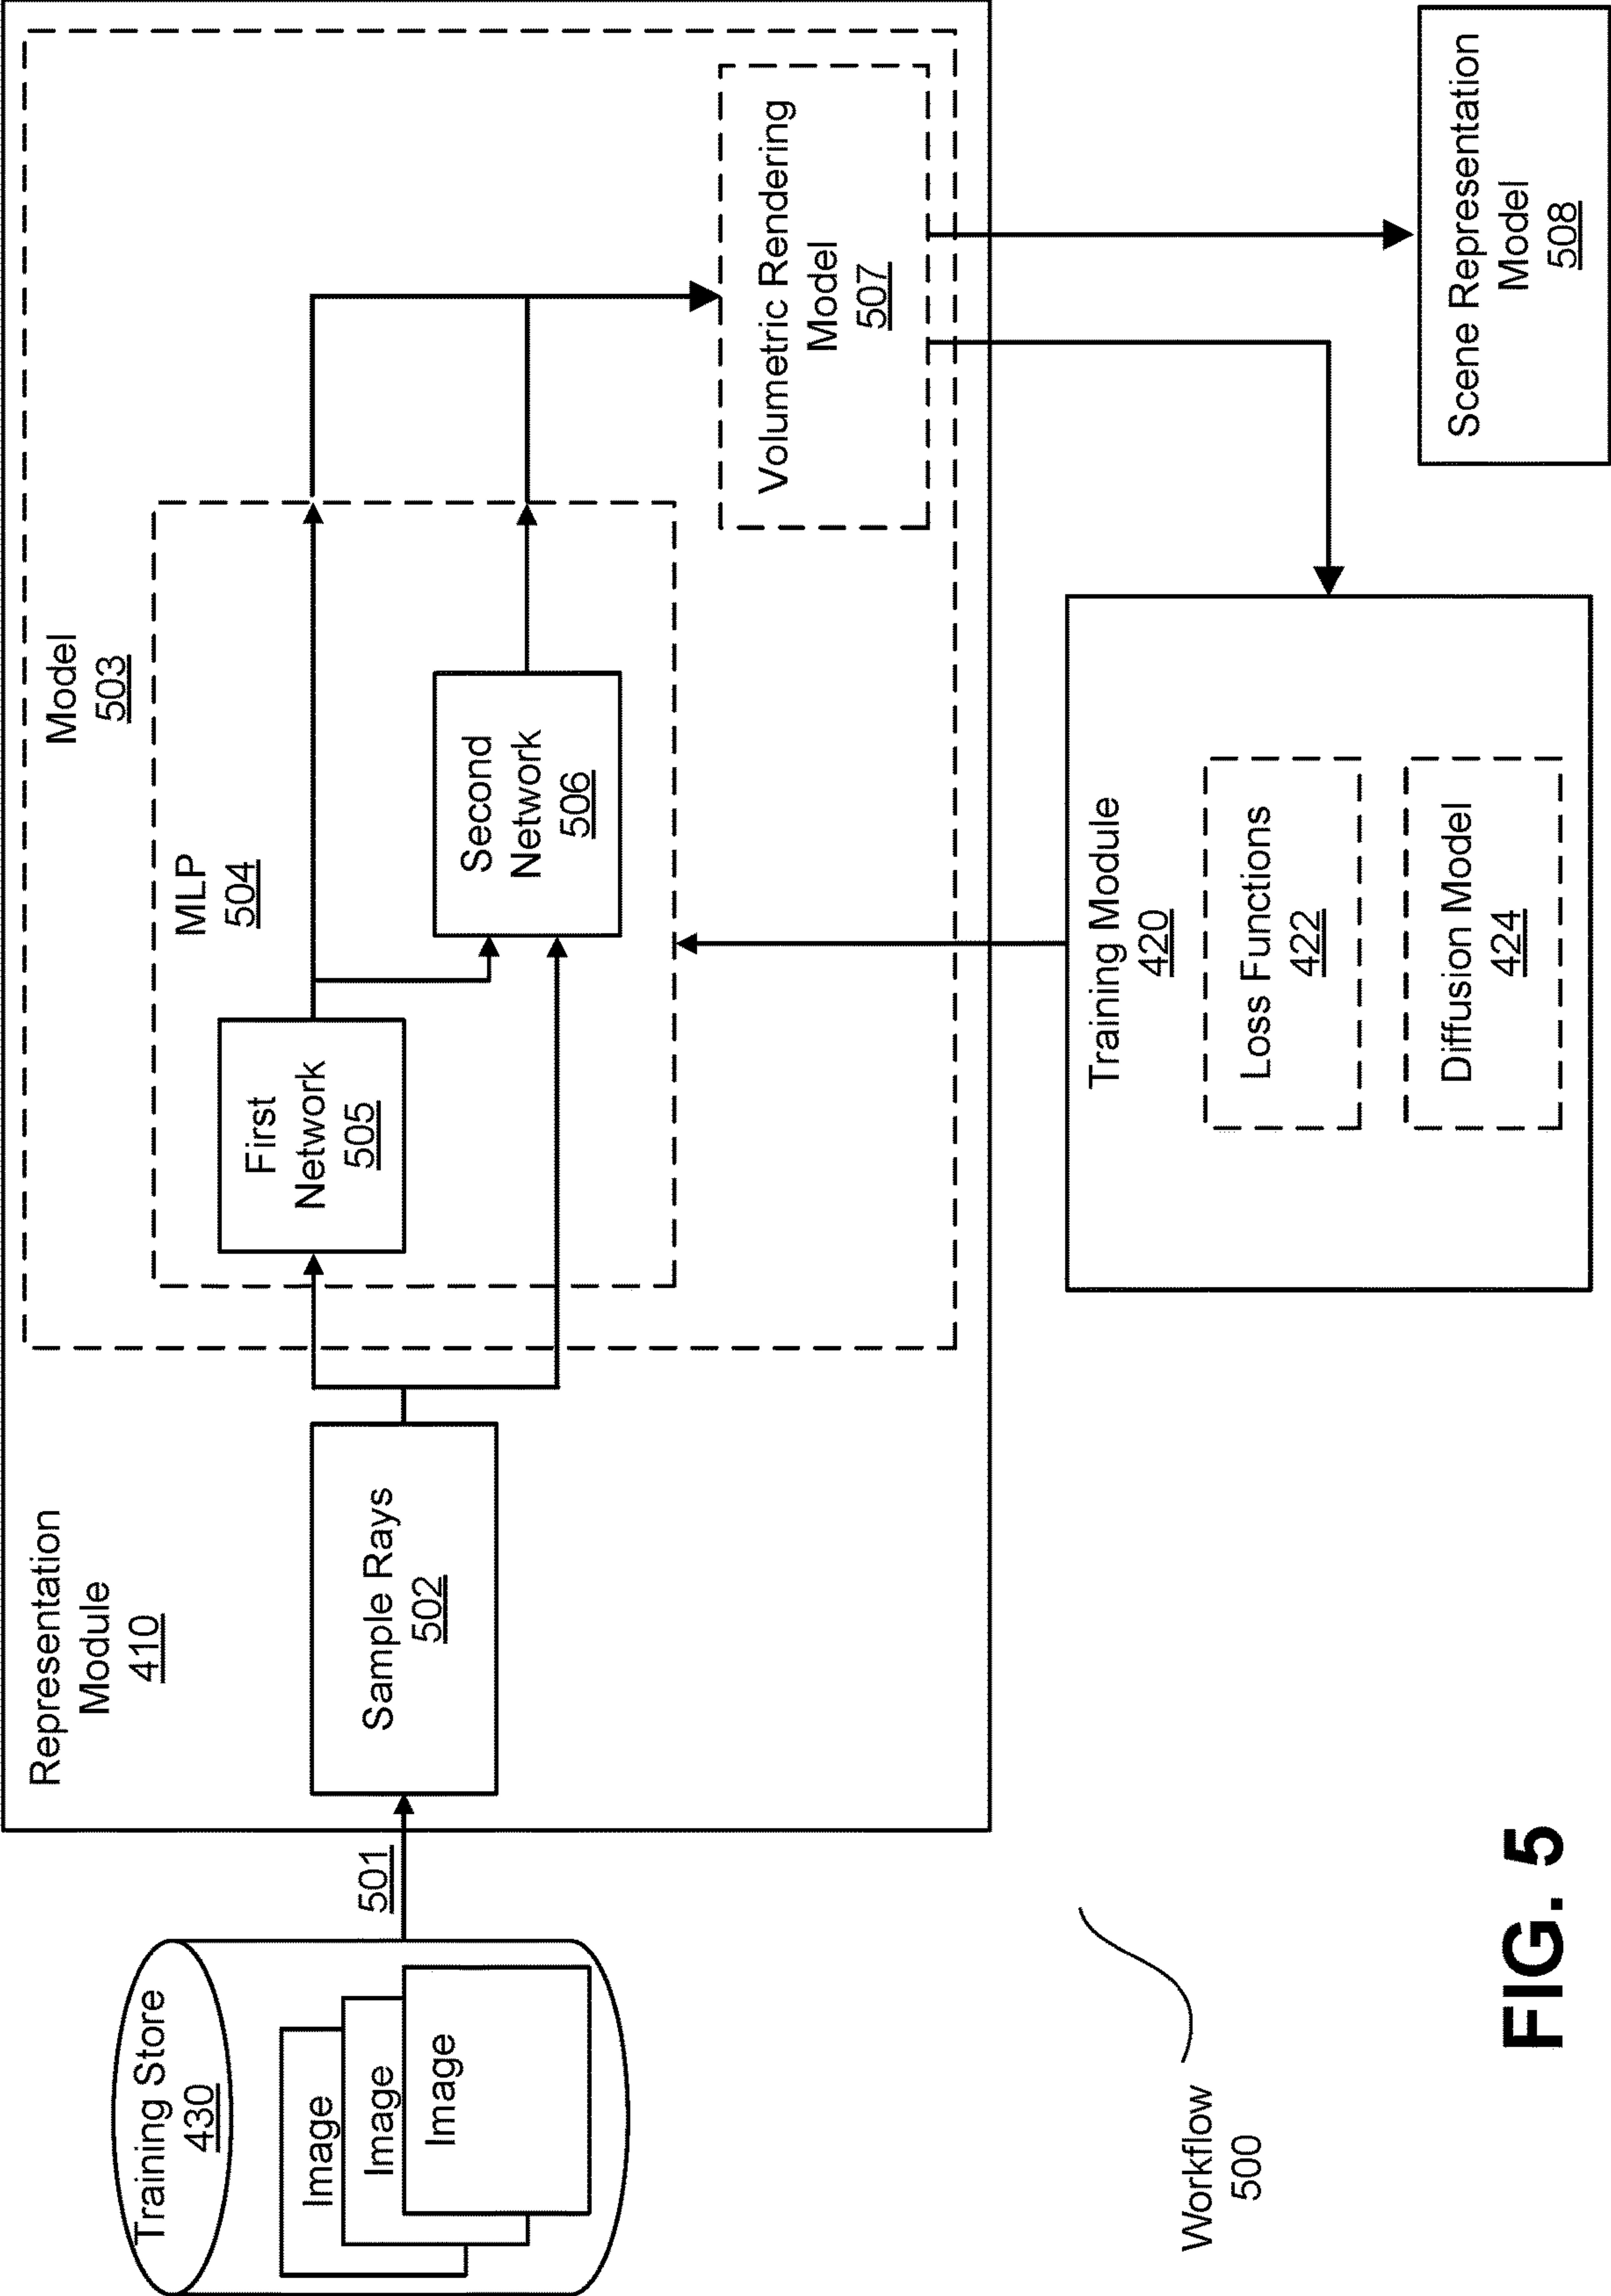 Training Store
430
Image
Image
Image
501
Representation
Module
410
Sample Rays
502
Model
503
MLP
504
First
Network
505
Second
Network
506
Volumetric Rendering
Model
507
Training Module
420
Loss Functions
422
Diffusion Model
424
Scene Representation
Model
508
Workflow
500
FIG. 5